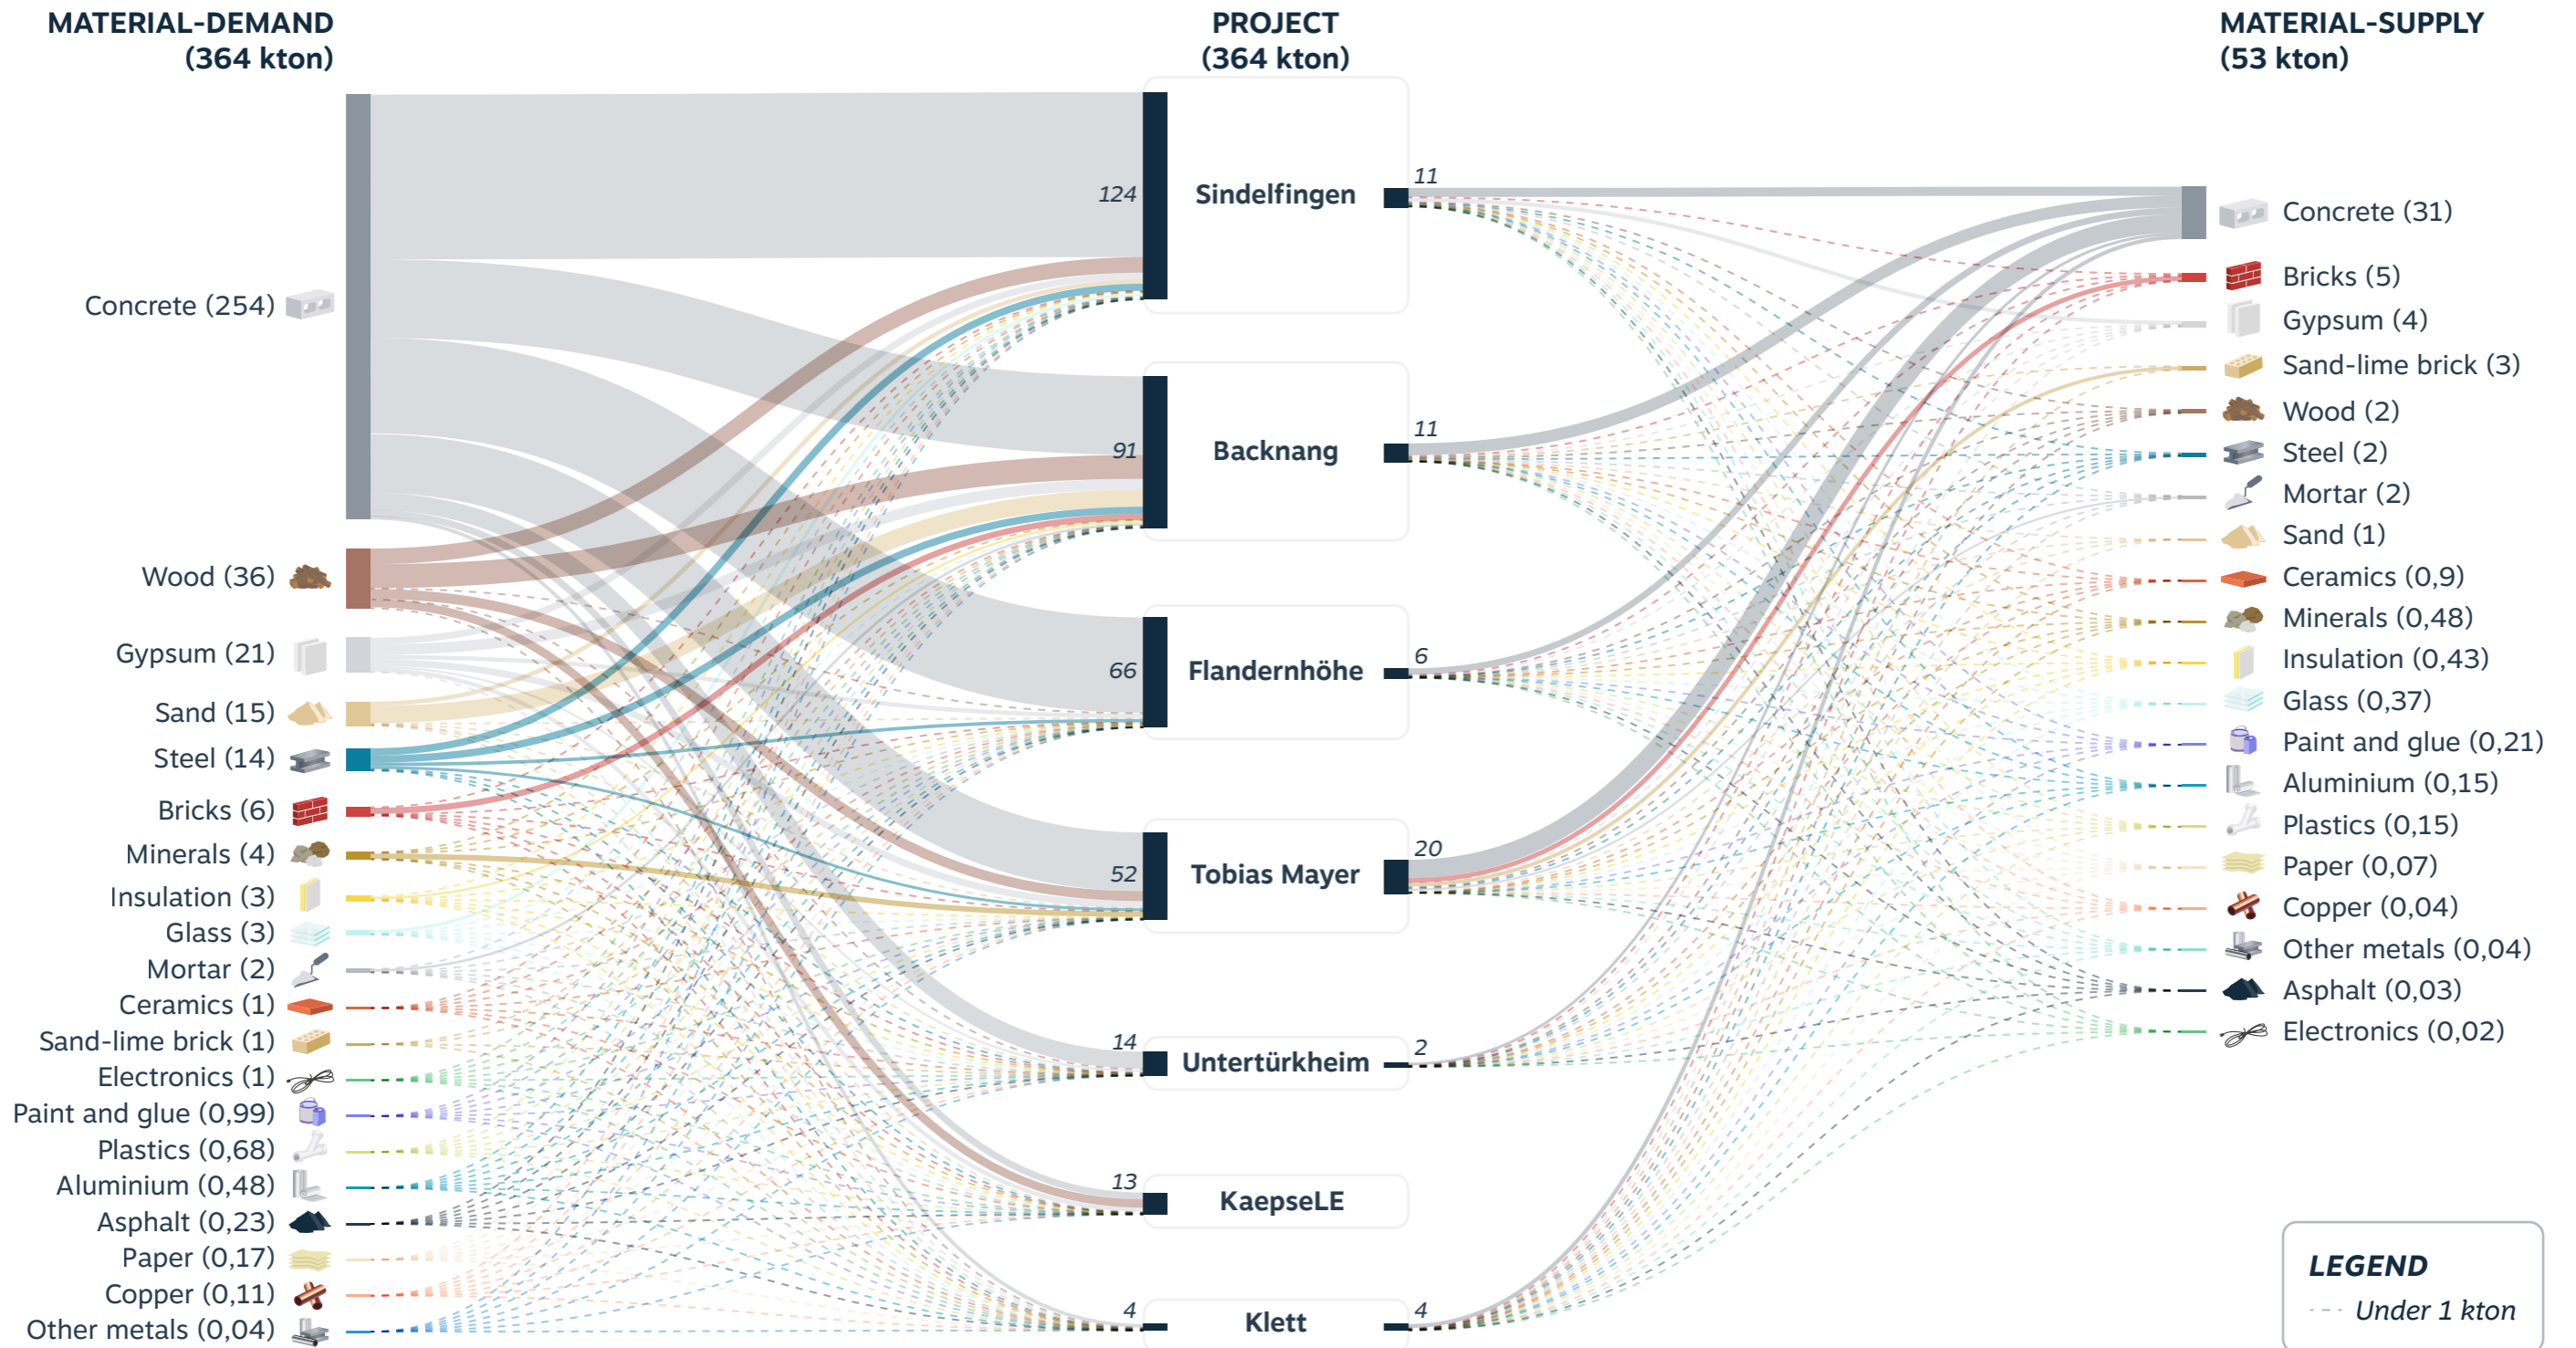 MATERIAL-DEMAND
(364 kton)
Concrete (254)
Wood (36)
Gypsum (21)
Sand (15)
Steel (14)
Bricks (6)
Minerals (4)
Insulation (3)
Glass (3)
Mortar (2)
Ceramics (1)
Sand-lime brick (1)
Electronics (1)
Paint and glue (0,99)
Plastics (0,68)
Aluminium (0,48)
Asphalt (0,23)
Paper (0,17)
Copper (0,11)
Other metals (0,04)
PROJECT
(364 kton)
124 Sindelfingen 11
91 Backnang 11
66 Flandernhöhe 6
52 Tobias Mayer 20
14 Untertürkheim 2
13 KaepseLE
4 Klett 4
MATERIAL-SUPPLY
(53 kton)
Concrete (31)
Bricks (5)
Gypsum (4)
Sand-lime brick (3)
Wood (2)
Steel (2)
Mortar (2)
Sand (1)
Ceramics (0,9)
Minerals (0,48)
Insulation (0,43)
Glass (0,37)
Paint and glue (0,21)
Aluminium (0,15)
Plastics (0,15)
Paper (0,07)
Copper (0,04)
Other metals (0,04)
Asphalt (0,03)
Electronics (0,02)
LEGEND
Under 1 kton